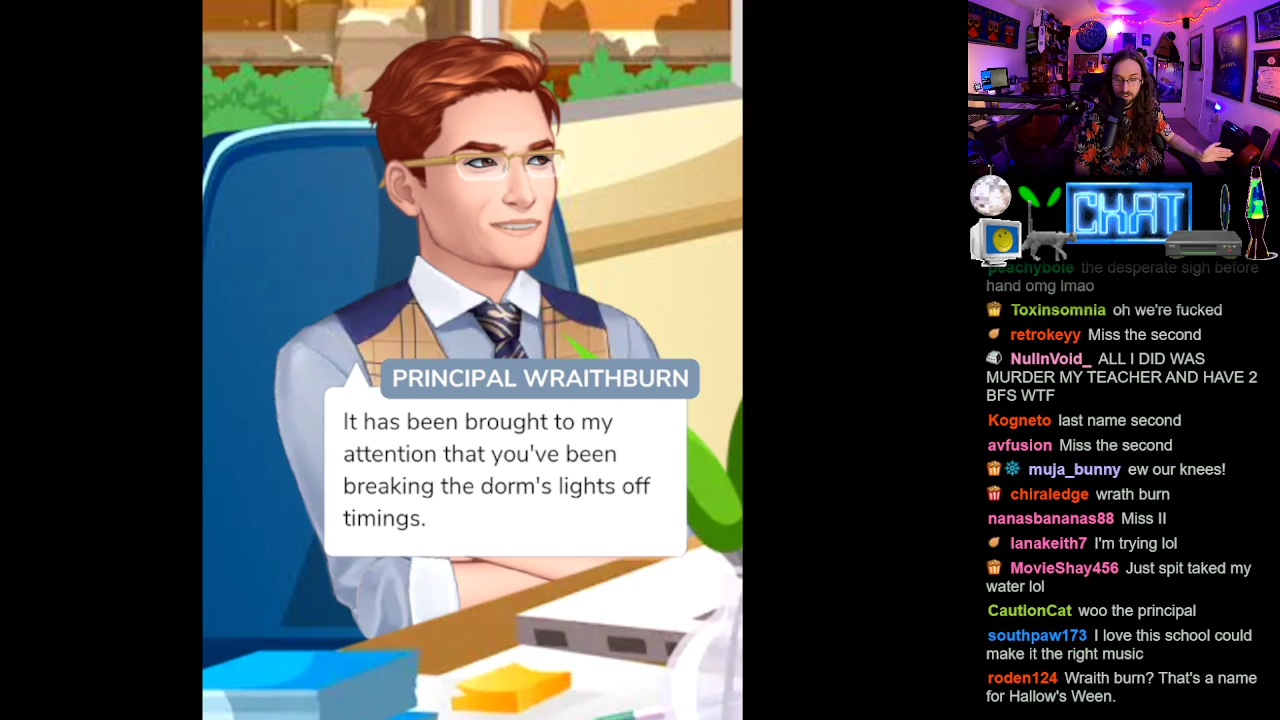 PRINCIPAL WRAITHBURN
It has been brought to my
attention that you've been
breaking the dorm's lights off
timings.
CHAT
peachybole the desperate sigh before
hand omg lmao
Toxinsomnia oh we're fucked
retrokeyy Miss the second
NullnVoid_ ALL I DID WAS
MURDER MY TEACHER AND HAVE 2
BFS WTF
Kogneto last name second
avfusion Miss the second
muja_bunny ew our knees!
chiraledge wrath burn
nanasbananas88 Miss II
lanakeith7 I'm trying lol
MovieShay456 Just spit taked my
water lol
CautionCat woo the principal
southpaw173 I love this school could
make it the right music
roden124 Wraith burn? That's a name
for Hallow's Ween.